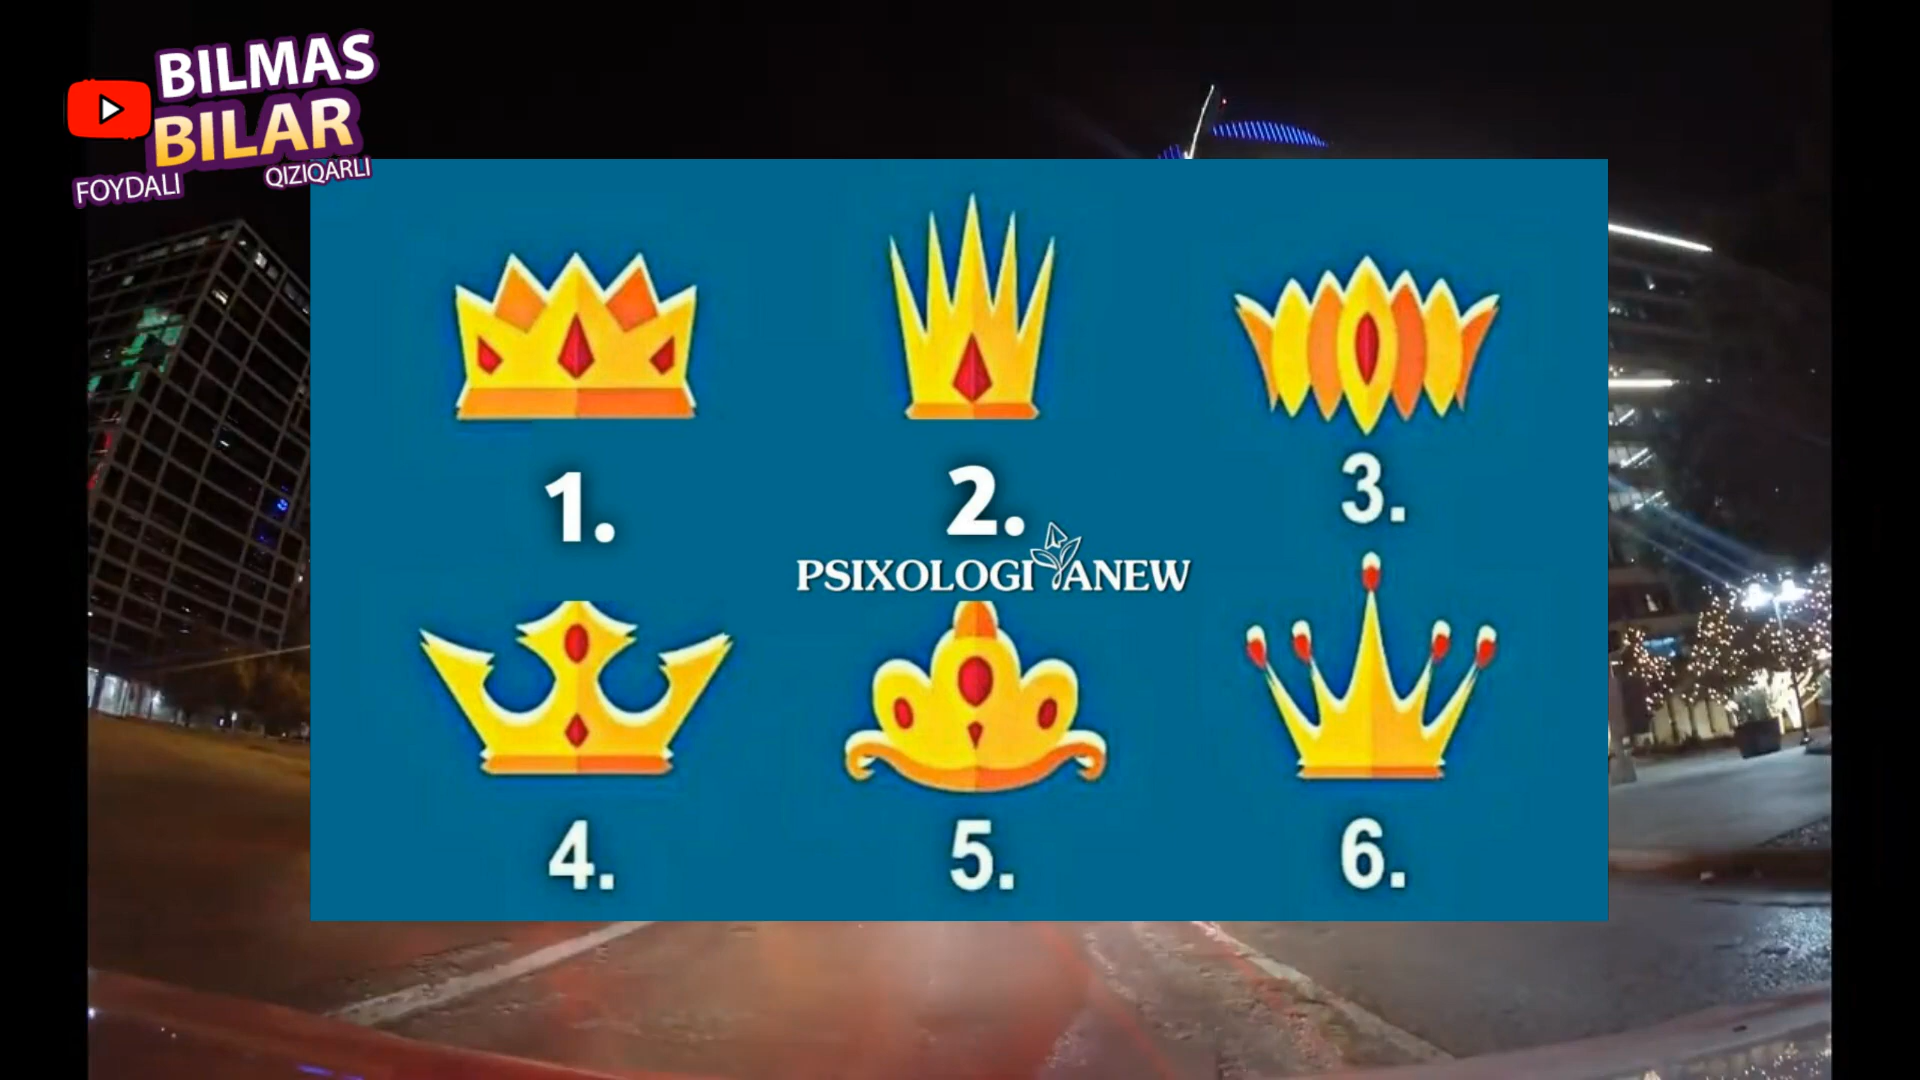 BILMAS
BILAR
FOYDALI
QIZIQARLI
1.
2.
3.
PSIXOLOGIYANEW
4.
5.
6.